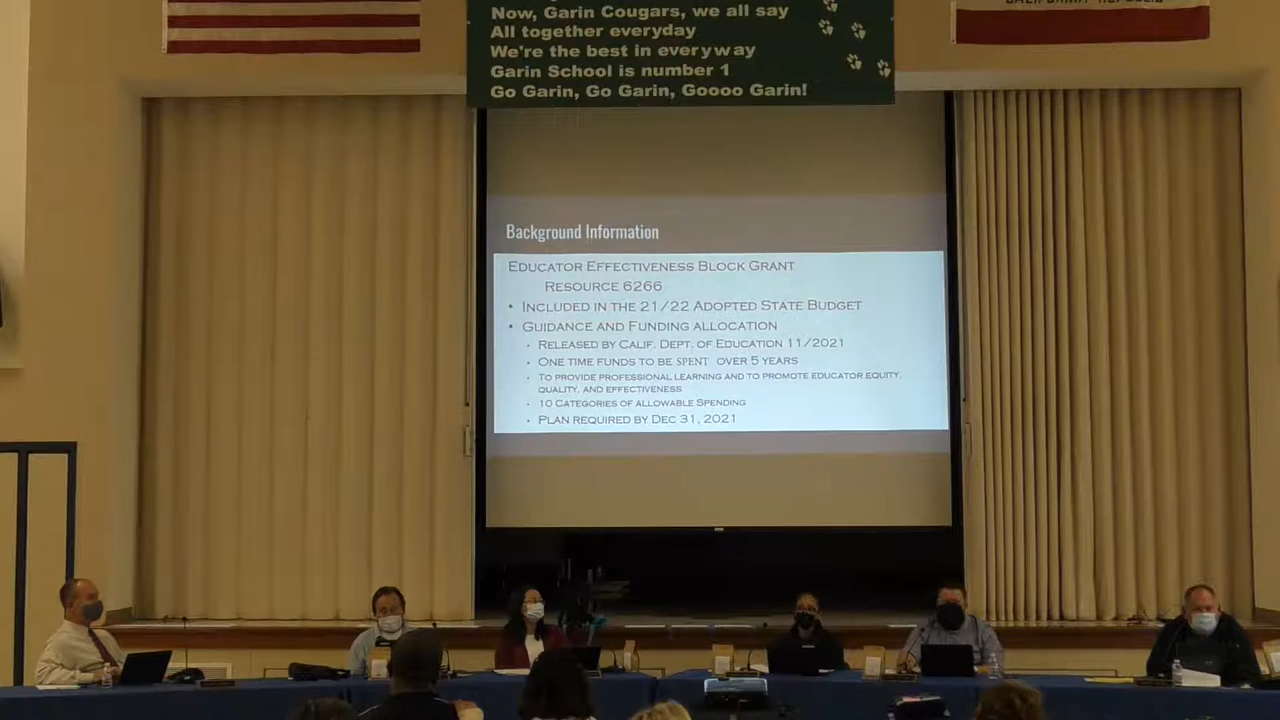 CALIFORNIA REPUBLIC
Now, Garin Cougars, we all say
All together everyday
We're the best in everyway
Garin School is number 1
Go Garin, Go Garin, Goooo Garin!
Background Information
EDUCATOR EFFECTIVENESS BLOCK GRANT
RESOURCE 6266
• INCLUDED IN THE 21/22 ADOPTED STATE BUDGET
• GUIDANCE AND FUNDING ALLOCATION
• RELEASED BY CALIF. DEPT. OF EDUCATION 11/2021
• ONE TIME FUNDS TO BE SPENT OVER 5 YEARS
• TO PROVIDE PROFESSIONAL LEARNING AND TO PROMOTE EDUCATOR EQUITY,
QUALITY, AND EFFECTIVENESS
• 10 CATEGORIES OF ALLOWABLE SPENDING
• PLAN REQUIRED BY DEC 31, 2021